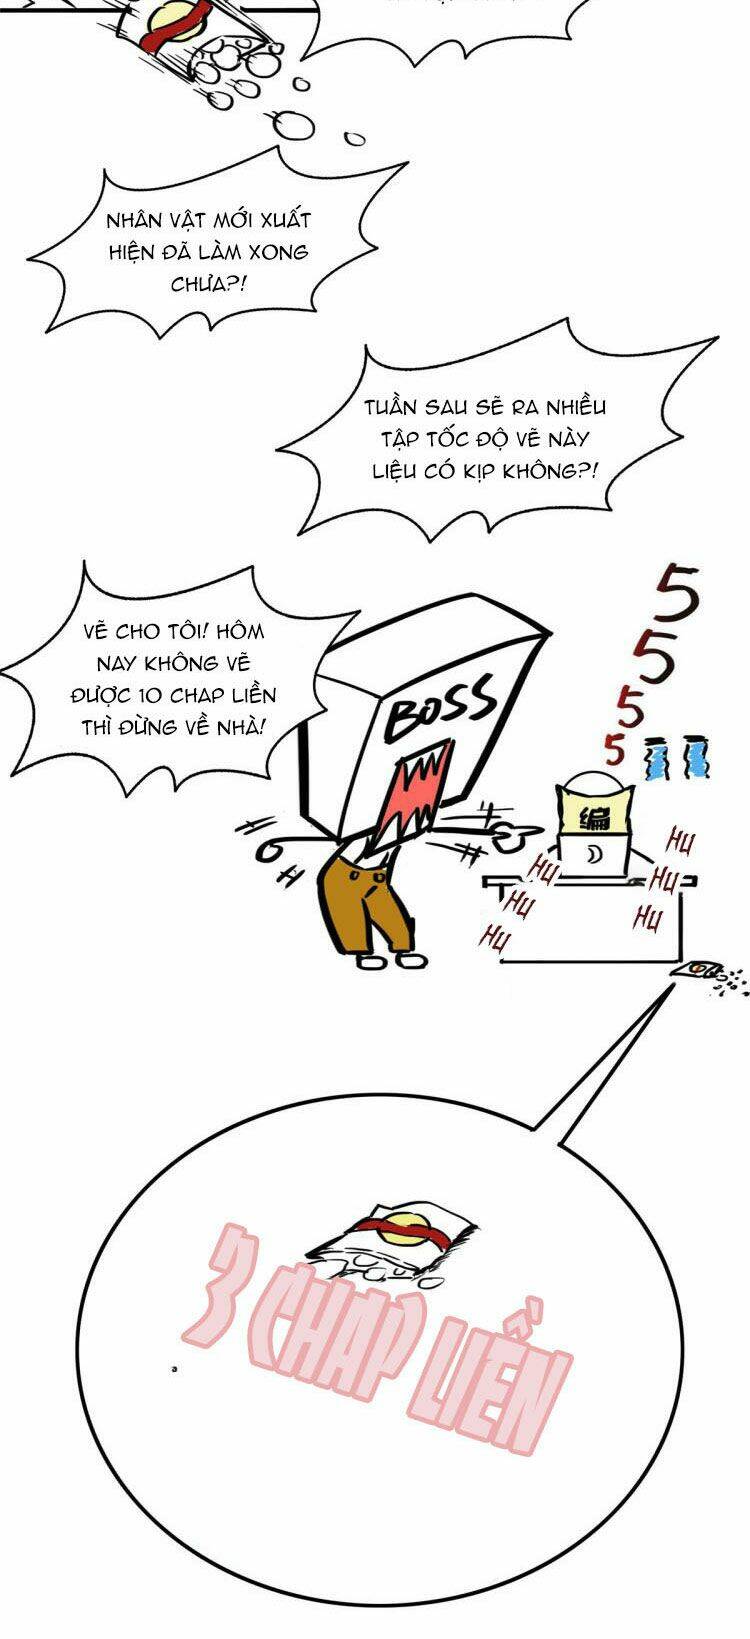 NHÂN VẬT MỚI XUẤT
HIỆN ĐÃ LÀM XONG
CHƯA?!
TUẦN SAU SẼ RA NHIỀU
TẬP TỐC ĐỘ VẼ NÀY
LIỆU CÓ KỊP KHÔNG?!
VẼ CHO TÔI! HÔM
NAY KHÔNG VẼ
ĐƯỢC 10 CHAP LIỀN
THÌ ĐỪNG VỀ NHÀ!
BOSS
5
5
5
5
編
HU
HU
HU
HU
HU
HU
3 CHAP LIỀN